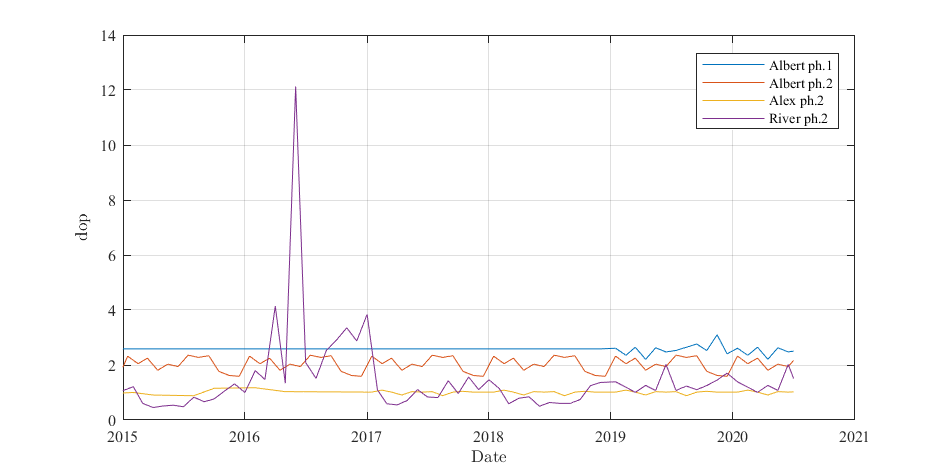 14
12
10
8
6
4
2
0
dop
2015 2016 2017 2018 2019 2020 2021
Date
Albert ph.1
Albert ph.2
Alex ph.2
River ph.2